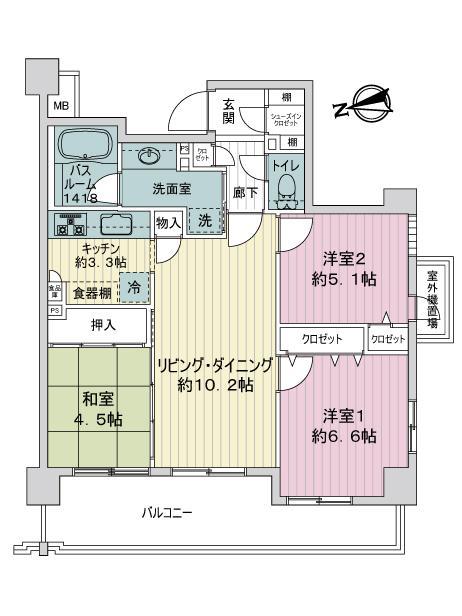 MB
玄関
棚
シューズイン
クロゼット
棚
N
PS
クロ
ゼット
トイレ
バス
ルーム
1418
洗面室
廊下
物入
洗
キッチン
約3.3帖
食品庫
食器棚
冷
PS
押入
洋室2
約5.1帖
室外機置場
リビング・ダイニング
約10.2帖
クロゼット
クロゼット
和室
4.5帖
洋室1
約6.6帖
バルコニー